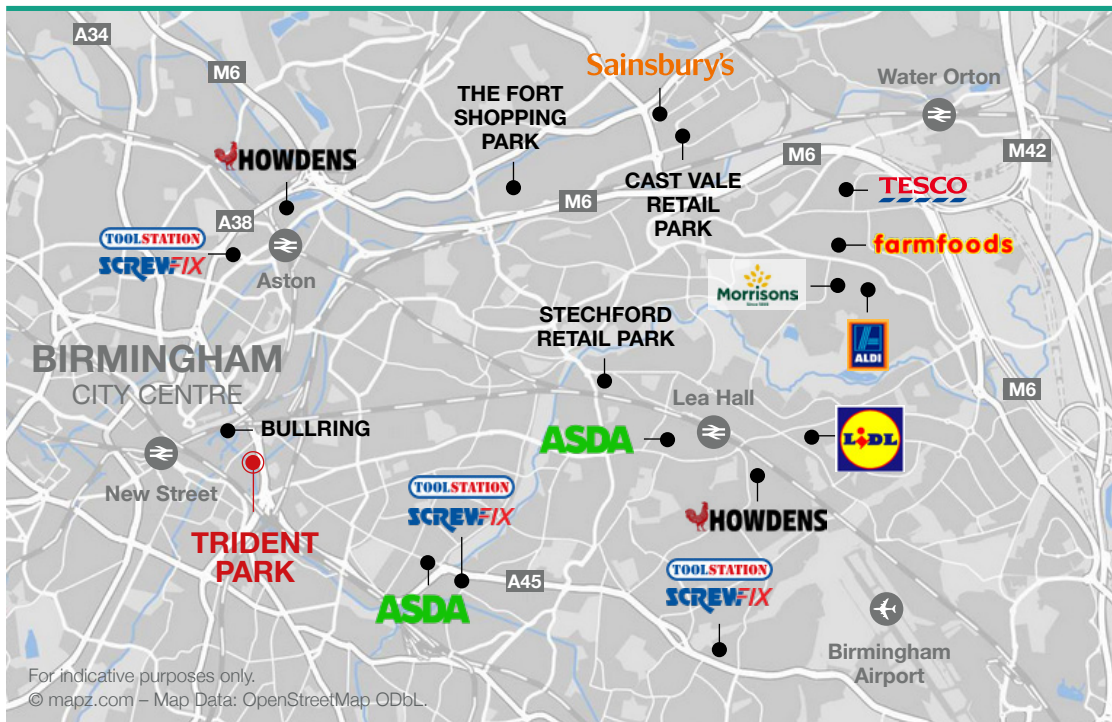 A34
M6
Sainsbury's
Water Orton
THE FORT
SHOPPING
PARK
HOWDENS
M6
M42
CAST VALE
RETAIL
PARK
TESCO
M6
A38
TOOLSTATION
SCREWFIX
Aston
farmfoods
Morrisons
Since 1899
ALDI
STECHFORD
RETAIL PARK
BIRMINGHAM
CITY CENTRE
M6
Lea Hall
BULLRING
ASDA
LIDL
New Street
TOOLSTATION
SCREWFIX
HOWDENS
TRIDENT
PARK
A45
TOOLSTATION
SCREWFIX
ASDA
Birmingham
Airport
For indicative purposes only.
© mapz.com – Map Data: OpenStreetMap ODbL.